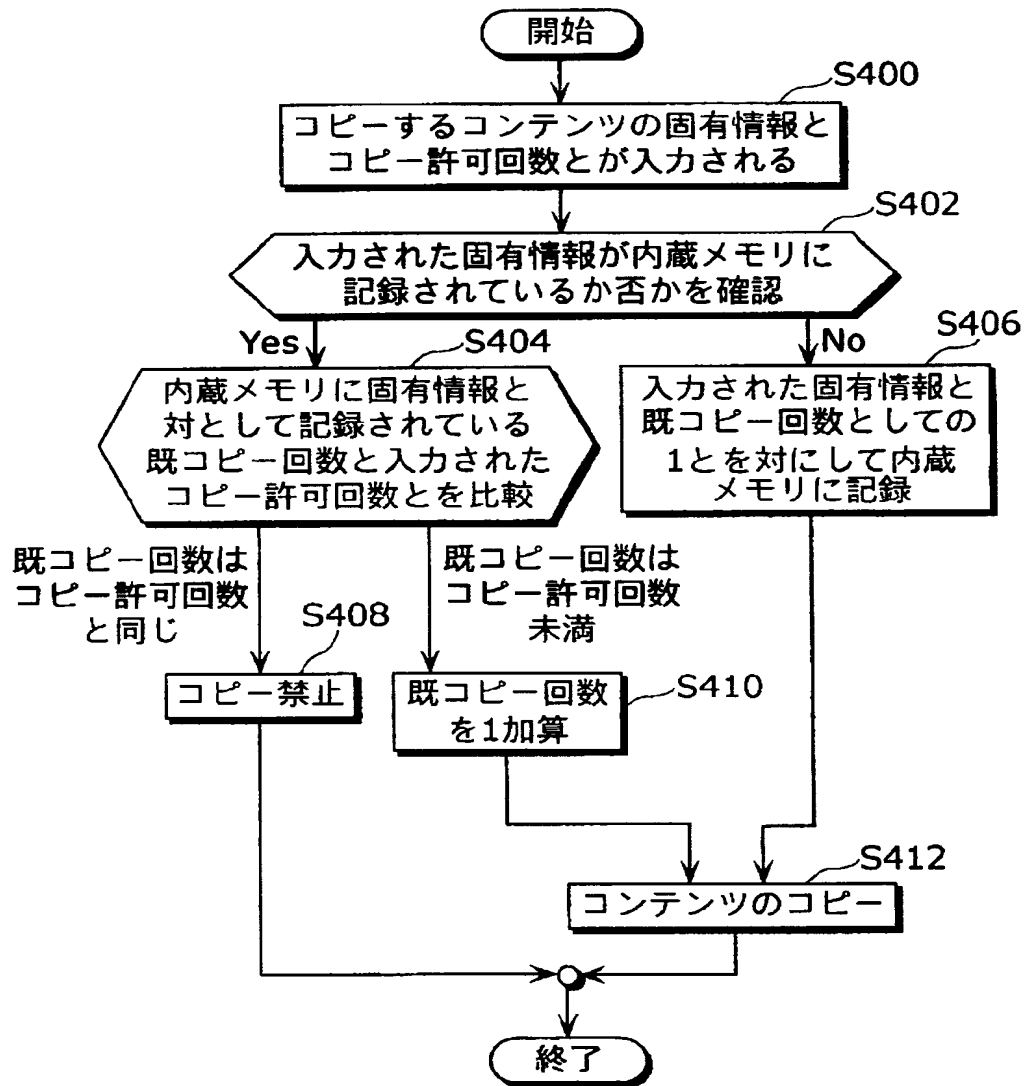 開始
S400
コピーするコンテンツの固有情報と
コピー許可回数とが入力される
S402
入力された固有情報が内蔵メモリに
記録されているか否かを確認
Yes
S404
No
S406
内蔵メモリに固有情報と
対として記録されている
既コピー回数と入力された
コピー許可回数とを比較
入力された固有情報と
既コピー回数としての
1とを対にして内蔵
メモリに記録
既コピー回数は
コピー許可回数
と同じ
既コピー回数は
コピー許可回数
未満
S408
コピー禁止
S410
既コピー回数
を1加算
S412
コンテンツのコピー
終了